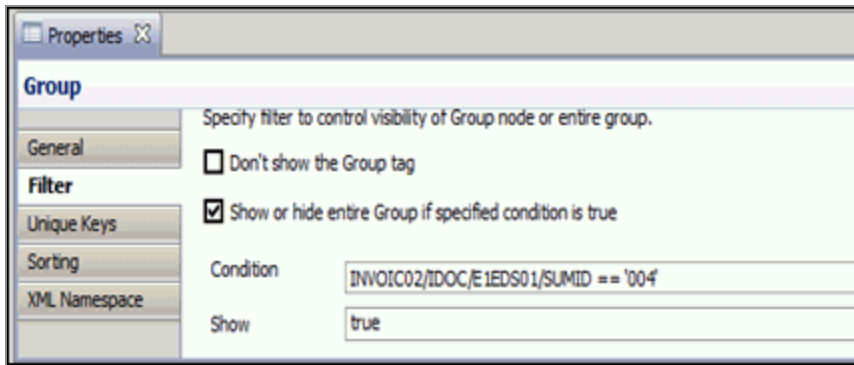 Properties
Group
Specify filter to control visibility of Group node or entire group.
General
Don't show the Group tag
Filter
Show or hide entire Group if specified condition is true
Unique Keys
Sorting
Condition
INVOIC02/IDOC/E1EDS01/SUMID == '004'
XML Namespace
Show
true